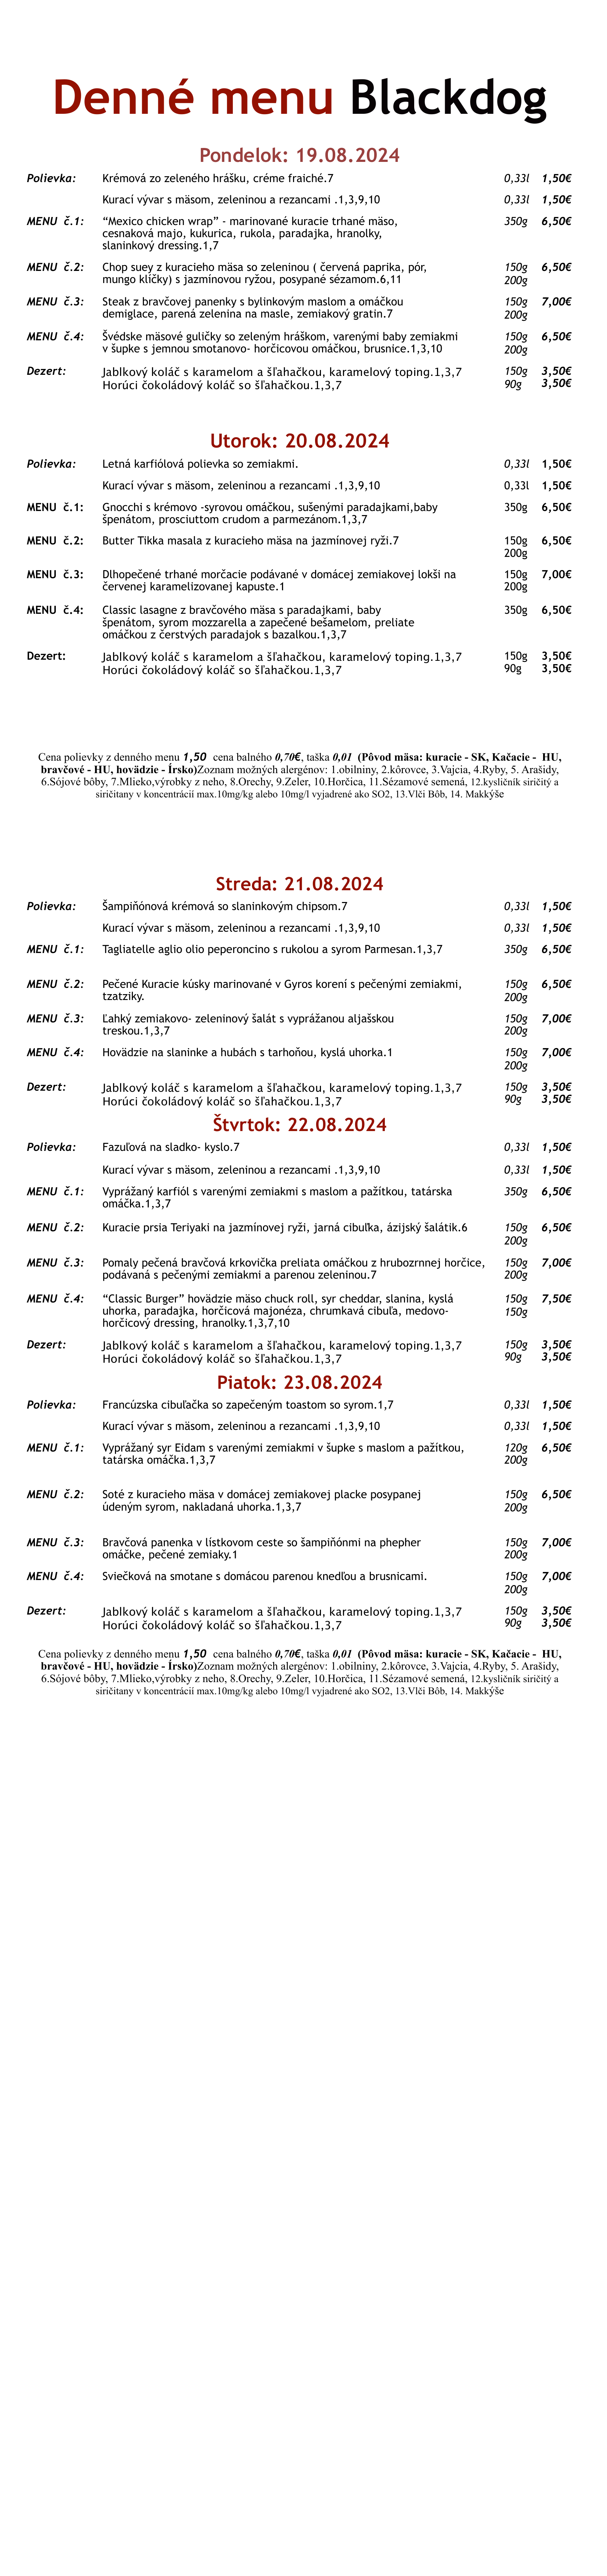 Denné menu Blackdog
Pondelok: 19.08.2024
Polievka: Krémová zo zeleného hrášku, créme fraiché.7 0,33l 1,50€
Kurací vývar s mäsom, zeleninou a rezancami .1,3,9,10 0,33l 1,50€
MENU č.1: “Mexico chicken wrap” - marinované kuracie trhané mäso, 350g 6,50€
cesnaková majo, kukurica, rukola, paradajka, hranolky,
slaninkový dressing.1,7
MENU č.2: Chop suey z kuracieho mäsa so zeleninou ( červená paprika, pór, 150g 6,50€
mungo klíčky) s jazmínovou ryžou, posypané sézamom.6,11 200g
MENU č.3: Steak z bravčovej panenky s bylinkovým maslom a omáčkou 150g 7,00€
demiglace, parená zelenina na masle, zemiakový gratin.7 200g
MENU č.4: Švédske mäsové guličky so zeleným hráškom, varenými baby zemiakmi 150g 6,50€
v šupke s jemnou smotanovo- horčicovou omáčkou, brusnice.1,3,10 200g
Dezert: Jablkový koláč s karamelom a šľahačkou, karamelový toping.1,3,7 150g 3,50€
Horúci čokoládový koláč so šľahačkou.1,3,7 90g 3,50€
Utorok: 20.08.2024
Polievka: Letná karfiólová polievka so zemiakmi. 0,33l 1,50€
Kurací vývar s mäsom, zeleninou a rezancami .1,3,9,10 0,33l 1,50€
MENU č.1: Gnocchi s krémovo -syrovou omáčkou, sušenými paradajkami,baby 350g 6,50€
špenátom, prosciuttom crudom a parmezánom.1,3,7
MENU č.2: Butter Tikka masala z kuracieho mäsa na jazmínovej ryži.7 150g 6,50€
200g
MENU č.3: Dlhopečené trhané morčacie podávané v domácej zemiakovej lokši na 150g 7,00€
červenej karamelizovanej kapuste.1 200g
MENU č.4: Classic lasagne z bravčového mäsa s paradajkami, baby 350g 6,50€
špenátom, syrom mozzarella a zapečené bešamelom, preliate
omáčkou z čerstvých paradajok s bazalkou.1,3,7
Dezert: Jablkový koláč s karamelom a šľahačkou, karamelový toping.1,3,7 150g 3,50€
Horúci čokoládový koláč so šľahačkou.1,3,7 90g 3,50€
Cena polievky z denného menu 1,50 cena balného 0,70€, taška 0,01 (Pôvod mäsa: kuracie - SK, Kačacie - HU,
bravčové - HU, hovädzie - Írsko)Zoznam možných alergénov: 1.obilniny, 2.kôrovce, 3.Vajcia, 4.Ryby, 5. Arašidy,
6.Sójové bôby, 7.Mlieko,výrobky z neho, 8.Orechy, 9.Zeler, 10.Horčica, 11.Sézamové semená, 12.kysličník siričitý a
siričitany v koncentrácií max.10mg/kg alebo 10mg/l vyjadrené ako SO2, 13.Vlčí Bôb, 14. Makkýše
Streda: 21.08.2024
Polievka: Šampiňónová krémová so slaninkovým chipsom.7 0,33l 1,50€
Kurací vývar s mäsom, zeleninou a rezancami .1,3,9,10 0,33l 1,50€
MENU č.1: Tagliatelle aglio olio peperoncino s rukolou a syrom Parmesan.1,3,7 350g 6,50€
MENU č.2: Pečené Kuracie kúsky marinované v Gyros korení s pečenými zemiakmi, 150g 6,50€
tzatziky. 200g
MENU č.3: Ľahký zemiakovo- zeleninový šalát s vyprážanou aljašskou 150g 7,00€
treskou.1,3,7 200g
MENU č.4: Hovädzie na slaninke a hubách s tarhoňou, kyslá uhorka.1 150g 7,00€
200g
Dezert: Jablkový koláč s karamelom a šľahačkou, karamelový toping.1,3,7 150g 3,50€
Horúci čokoládový koláč so šľahačkou.1,3,7 90g 3,50€
Štvrtok: 22.08.2024
Polievka: Fazuľová na sladko- kyslo.7 0,33l 1,50€
Kurací vývar s mäsom, zeleninou a rezancami .1,3,9,10 0,33l 1,50€
MENU č.1: Vyprážaný karfiól s varenými zemiakmi s maslom a pažítkou, tatárska 350g 6,50€
omáčka.1,3,7
MENU č.2: Kuracie prsia Teriyaki na jazmínovej ryži, jarná cibuľka, ázijský šalátik.6 150g 6,50€
200g
MENU č.3: Pomaly pečená bravčová krkovička preliata omáčkou z hrubozrnnej horčice, 150g 7,00€
podávaná s pečenými zemiakmi a parenou zeleninou.7 200g
MENU č.4: “Classic Burger” hovädzie mäso chuck roll, syr cheddar, slanina, kyslá 150g 7,50€
uhorka, paradajka, horčicová majonéza, chrumkavá cibuľa, medovo- 150g
horčicový dressing, hranolky.1,3,7,10
Dezert: Jablkový koláč s karamelom a šľahačkou, karamelový toping.1,3,7 150g 3,50€
Horúci čokoládový koláč so šľahačkou.1,3,7 90g 3,50€
Piatok: 23.08.2024
Polievka: Francúzska cibuľačka so zapečeným toastom so syrom.1,7 0,33l 1,50€
Kurací vývar s mäsom, zeleninou a rezancami .1,3,9,10 0,33l 1,50€
MENU č.1: Vyprážaný syr Eidam s varenými zemiakmi v šupke s maslom a pažítkou, 120g 6,50€
tatárska omáčka.1,3,7 200g
MENU č.2: Soté z kuracieho mäsa v domácej zemiakovej placke posypanej 150g 6,50€
údeným syrom, nakladaná uhorka.1,3,7 200g
MENU č.3: Bravčová panenka v lístkovom ceste so šampiňónmi na phepher 150g 7,00€
omáčke, pečené zemiaky.1 200g
MENU č.4: Sviečková na smotane s domácou parenou knedľou a brusnicami. 150g 7,00€
200g
Dezert: Jablkový koláč s karamelom a šľahačkou, karamelový toping.1,3,7 150g 3,50€
Horúci čokoládový koláč so šľahačkou.1,3,7 90g 3,50€
Cena polievky z denného menu 1,50 cena balného 0,70€, taška 0,01 (Pôvod mäsa: kuracie - SK, Kačacie - HU,
bravčové - HU, hovädzie - Írsko)Zoznam možných alergénov: 1.obilniny, 2.kôrovce, 3.Vajcia, 4.Ryby, 5. Arašidy,
6.Sójové bôby, 7.Mlieko,výrobky z neho, 8.Orechy, 9.Zeler, 10.Horčica, 11.Sézamové semená, 12.kysličník siričitý a
siričitany v koncentrácií max.10mg/kg alebo 10mg/l vyjadrené ako SO2, 13.Vlčí Bôb, 14. Makkýše